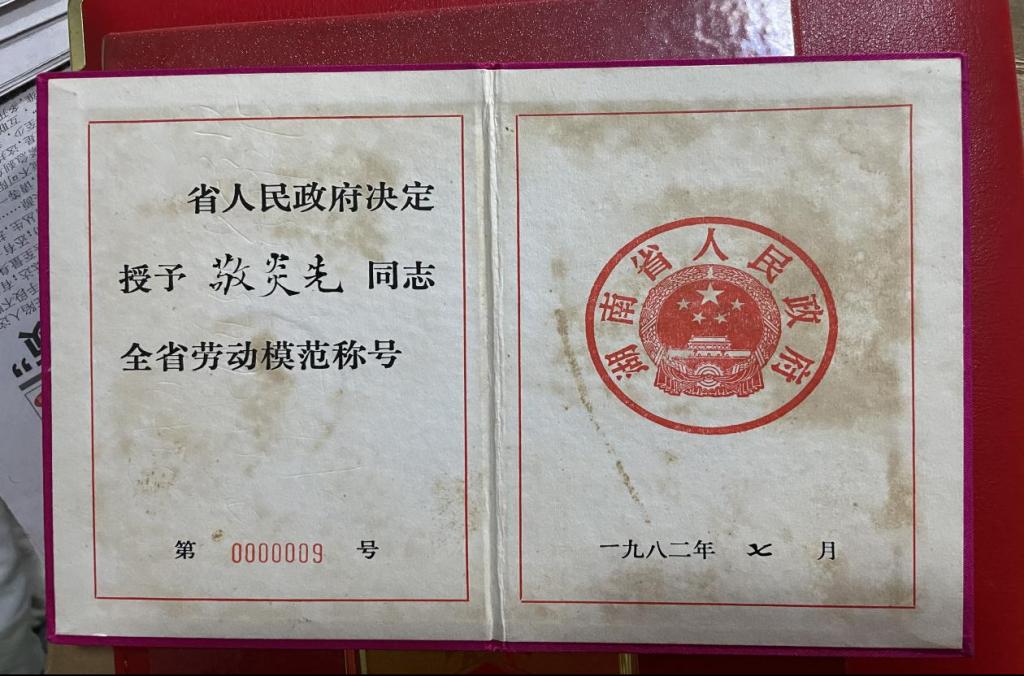 省人民政府决定
授予 敬炎先 同志
全省劳动模范称号
第 0000009 号
湖南省人民政府
一九八二年 七 月